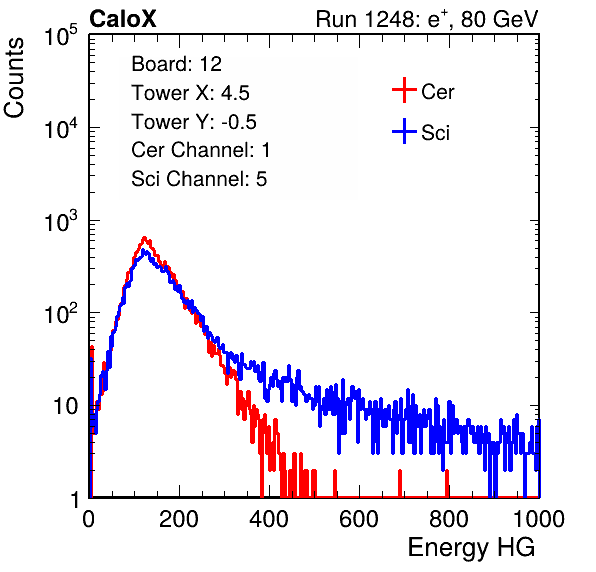 CaloX Run 1248: e⁺, 80 GeV
Counts
Board: 12
Tower X: 4.5
Tower Y: -0.5
Cer Channel: 1
Sci Channel: 5
Cer
Sci
10⁵
10⁴
10³
10²
10
1
0 200 400 600 800 1000
Energy HG